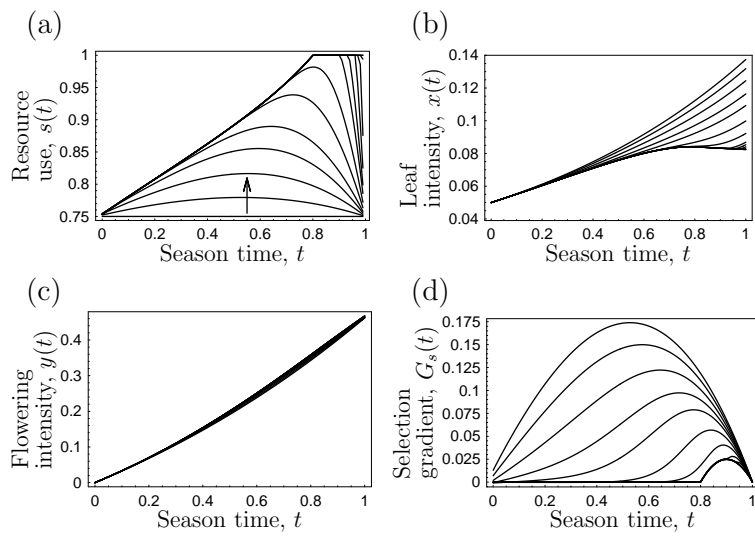 (a)
(b)
1
0.95
0.9
0.85
0.8
0.75
Resource
use, s(t)
0 0.2 0.4 0.6 0.8 1
Season time, t
0.14
0.12
0.10
0.08
0.06
0.04
Leaf
intensity, x(t)
0 0.2 0.4 0.6 0.8 1
Season time, t
(c)
(d)
0.4
0.3
0.2
0.1
0
Flowering
intensity, y(t)
0 0.2 0.4 0.6 0.8 1
Season time, t
0.175
0.15
0.125
0.1
0.075
0.05
0.025
0
Selection
gradient, Gₛ(t)
0 0.2 0.4 0.6 0.8 1
Season time, t